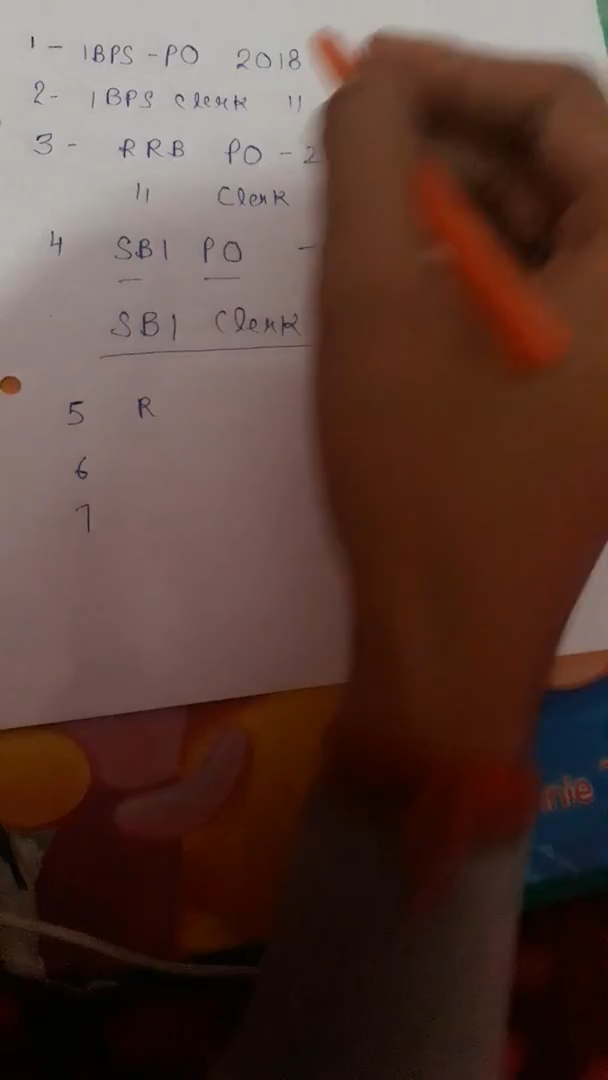 1 - IBPS - PO 2018
2 - IBPS Clerk 11
3 - RRB PO - 2
11 Clerk
4 SBI PO -
SBI Clerk
5 R
6
7
nie